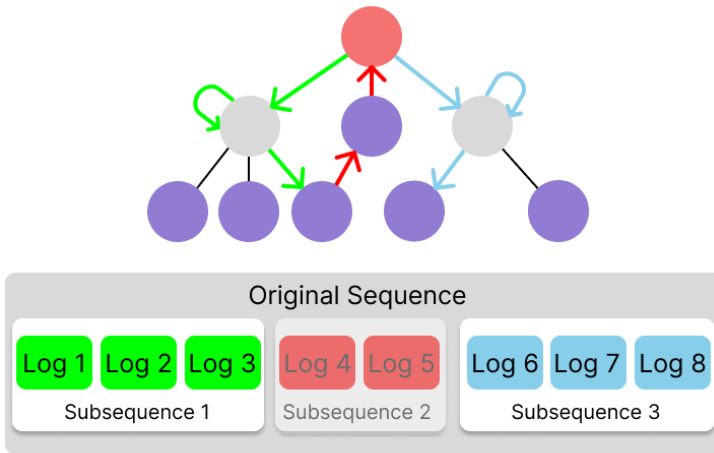 Original Sequence
Log 1 Log 2 Log 3 Log 4 Log 5 Log 6 Log 7 Log 8
Subsequence 1 Subsequence 2 Subsequence 3